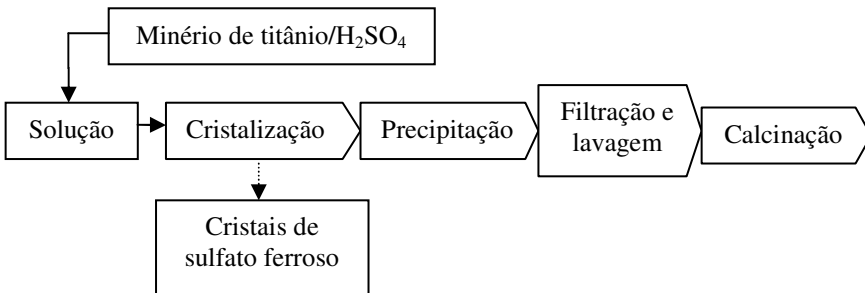 Minério de titânio/H₂SO₄
Solução
Cristalização
Precipitação
Filtração e
lavagem
Calcinação
Cristais de
sulfato ferroso